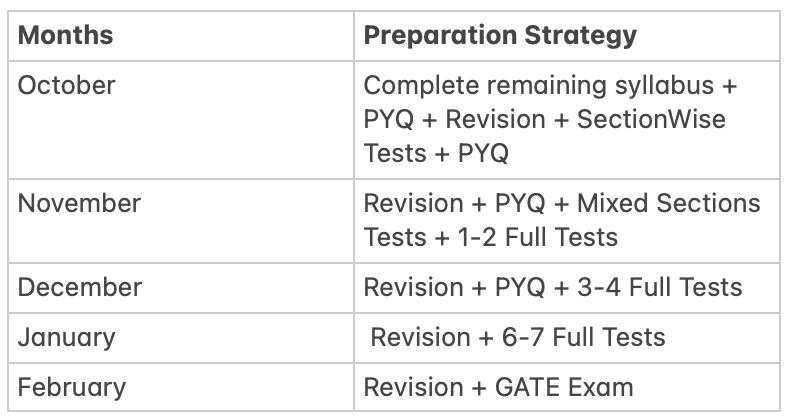 Months
Preparation Strategy
October
Complete remaining syllabus +
PYQ + Revision + SectionWise
Tests + PYQ
November
Revision + PYQ + Mixed Sections
Tests + 1-2 Full Tests
December
Revision + PYQ + 3-4 Full Tests
January
Revision + 6-7 Full Tests
February
Revision + GATE Exam